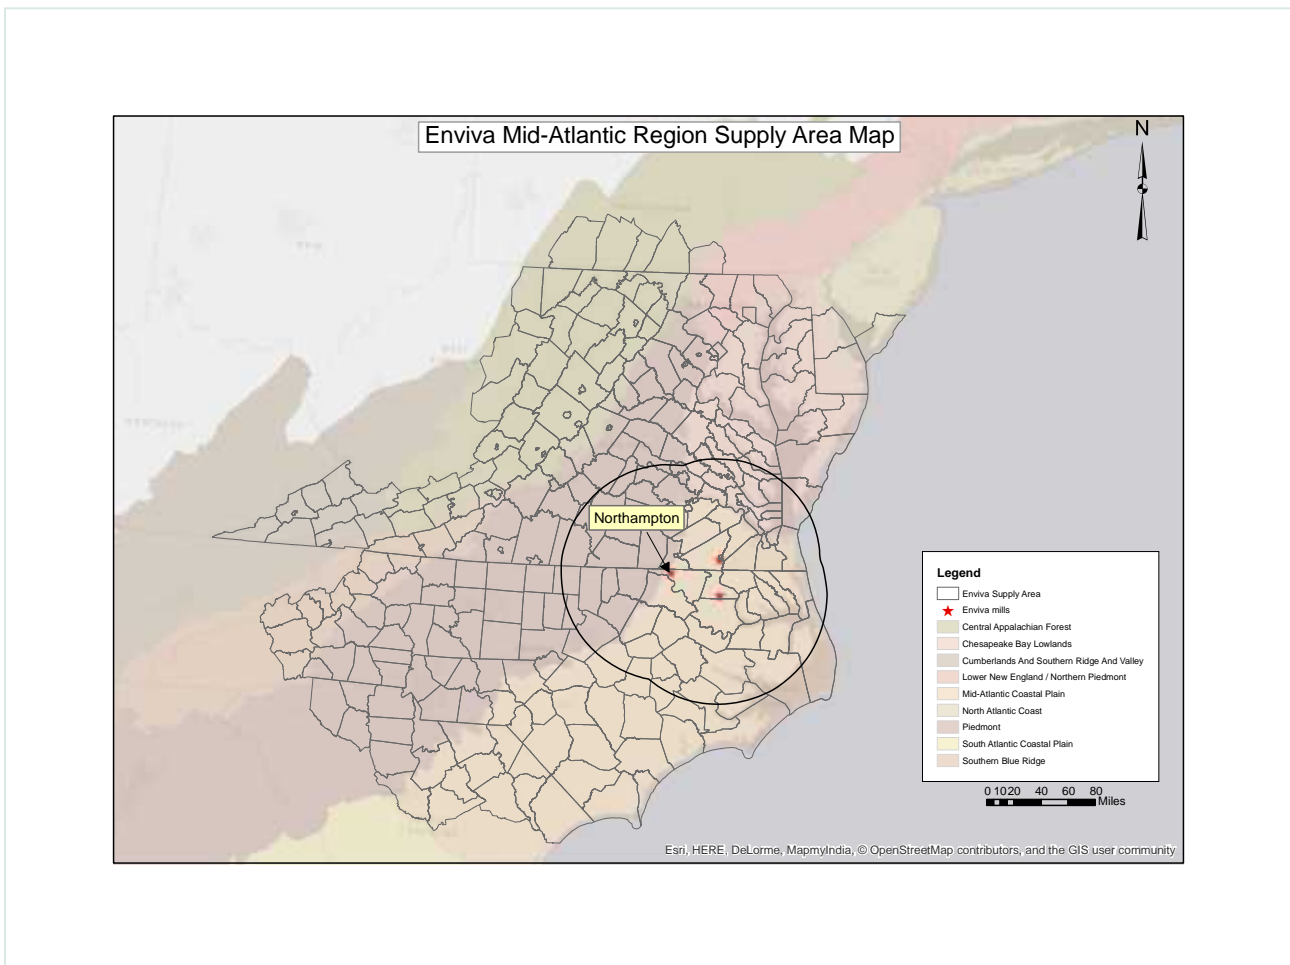 Enviva Mid-Atlantic Region Supply Area Map
N
Northampton
Legend
Enviva Supply Area
Enviva mills
Central Appalachian Forest
Chesapeake Bay Lowlands
Cumberlands And Southern Ridge And Valley
Lower New England / Northern Piedmont
Mid-Atlantic Coastal Plain
North Atlantic Coast
Piedmont
South Atlantic Coastal Plain
Southern Blue Ridge
0 10 20 40 60 80
Miles
Esri, HERE, DeLorme, MapmyIndia, © OpenStreetMap contributors, and the GIS user community